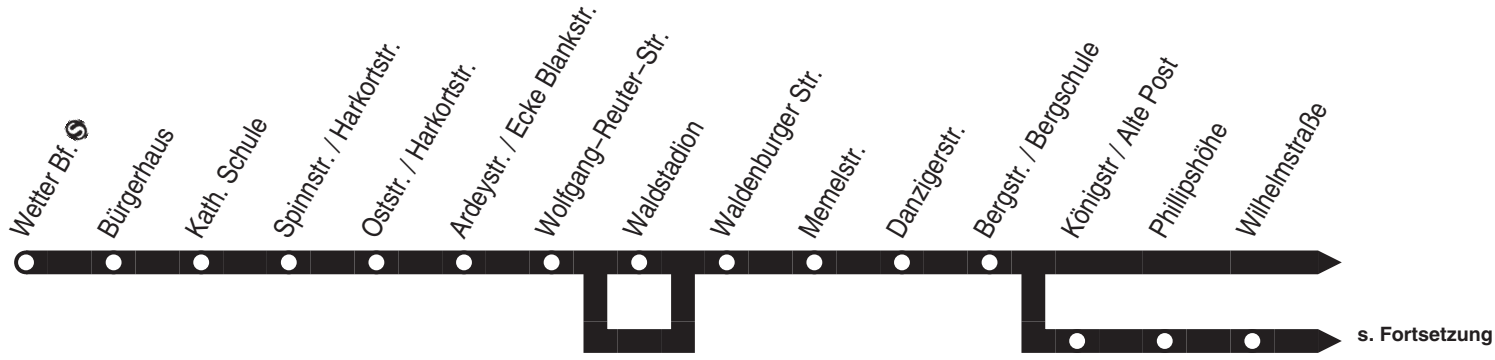 Wetter Bf. S
Bürgerhaus
Kath. Schule
Spinnstr. / Harkortstr.
Oststr. / Harkortstr.
Ardeystr. / Ecke Blankstr.
Wolfgang-Reuter-Str.
Waldstadion
Waldenburger Str.
Memelstr.
Danzigerstr.
Bergstr. / Bergschule
Königstr / Alte Post
Phillipshöhe
Wilhelmstraße
s. Fortsetzung